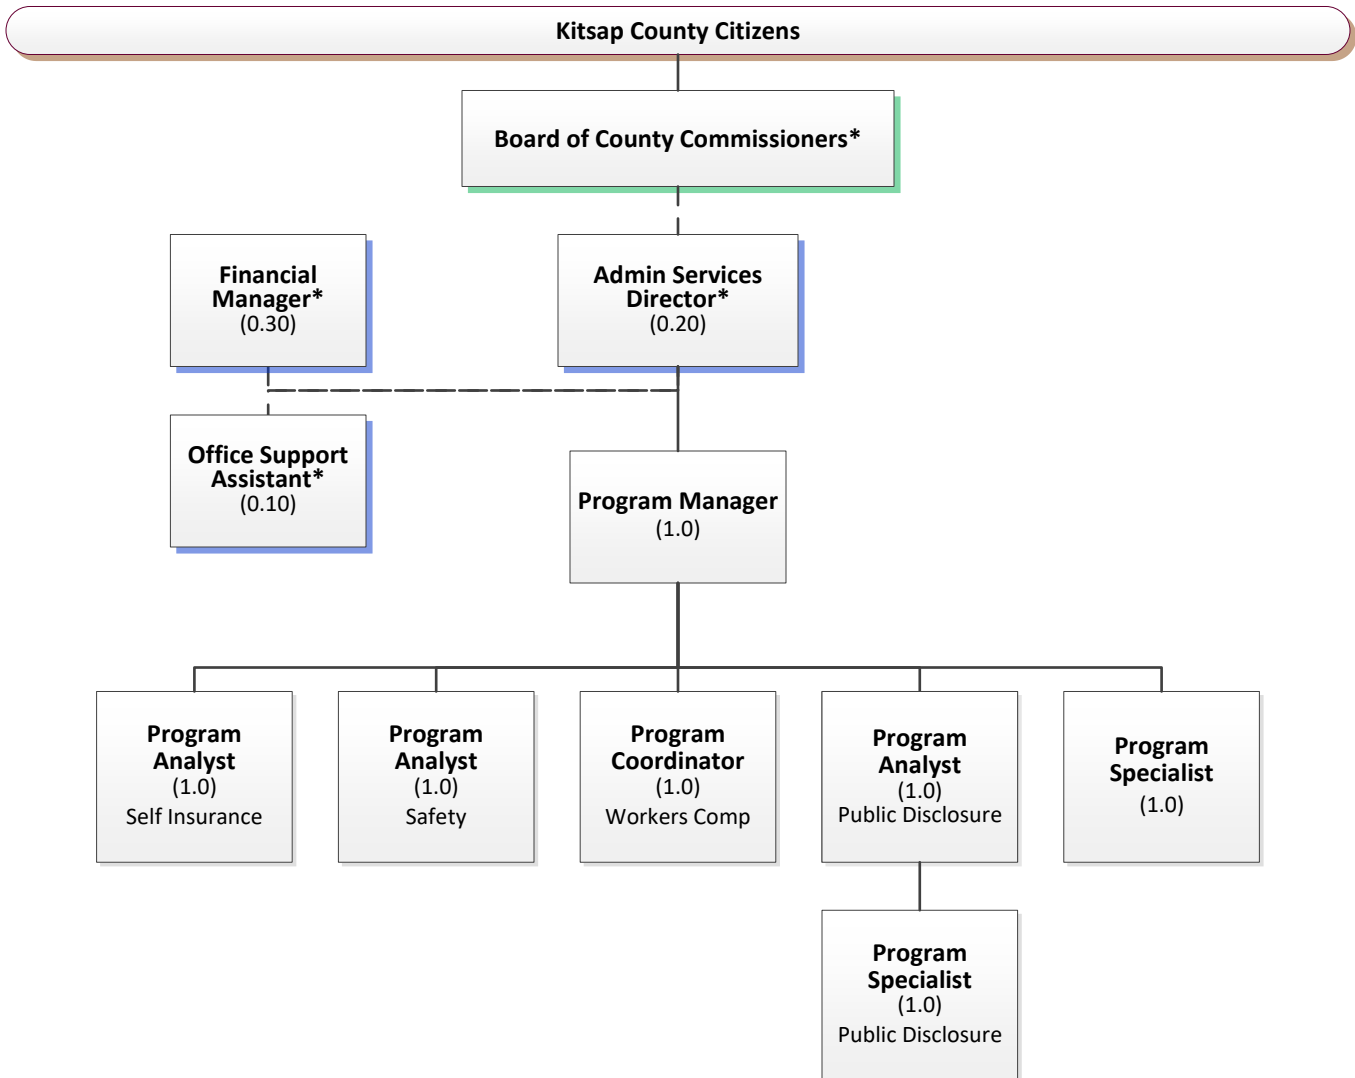 Kitsap County Citizens
Board of County Commissioners*
Financial
Manager*
(0.30)
Admin Services
Director*
(0.20)
Office Support
Assistant*
(0.10)
Program Manager
(1.0)
Program
Analyst
(1.0)
Self Insurance
Program
Analyst
(1.0)
Safety
Program
Coordinator
(1.0)
Workers Comp
Program
Analyst
(1.0)
Public Disclosure
Program
Specialist
(1.0)
Program
Specialist
(1.0)
Public Disclosure